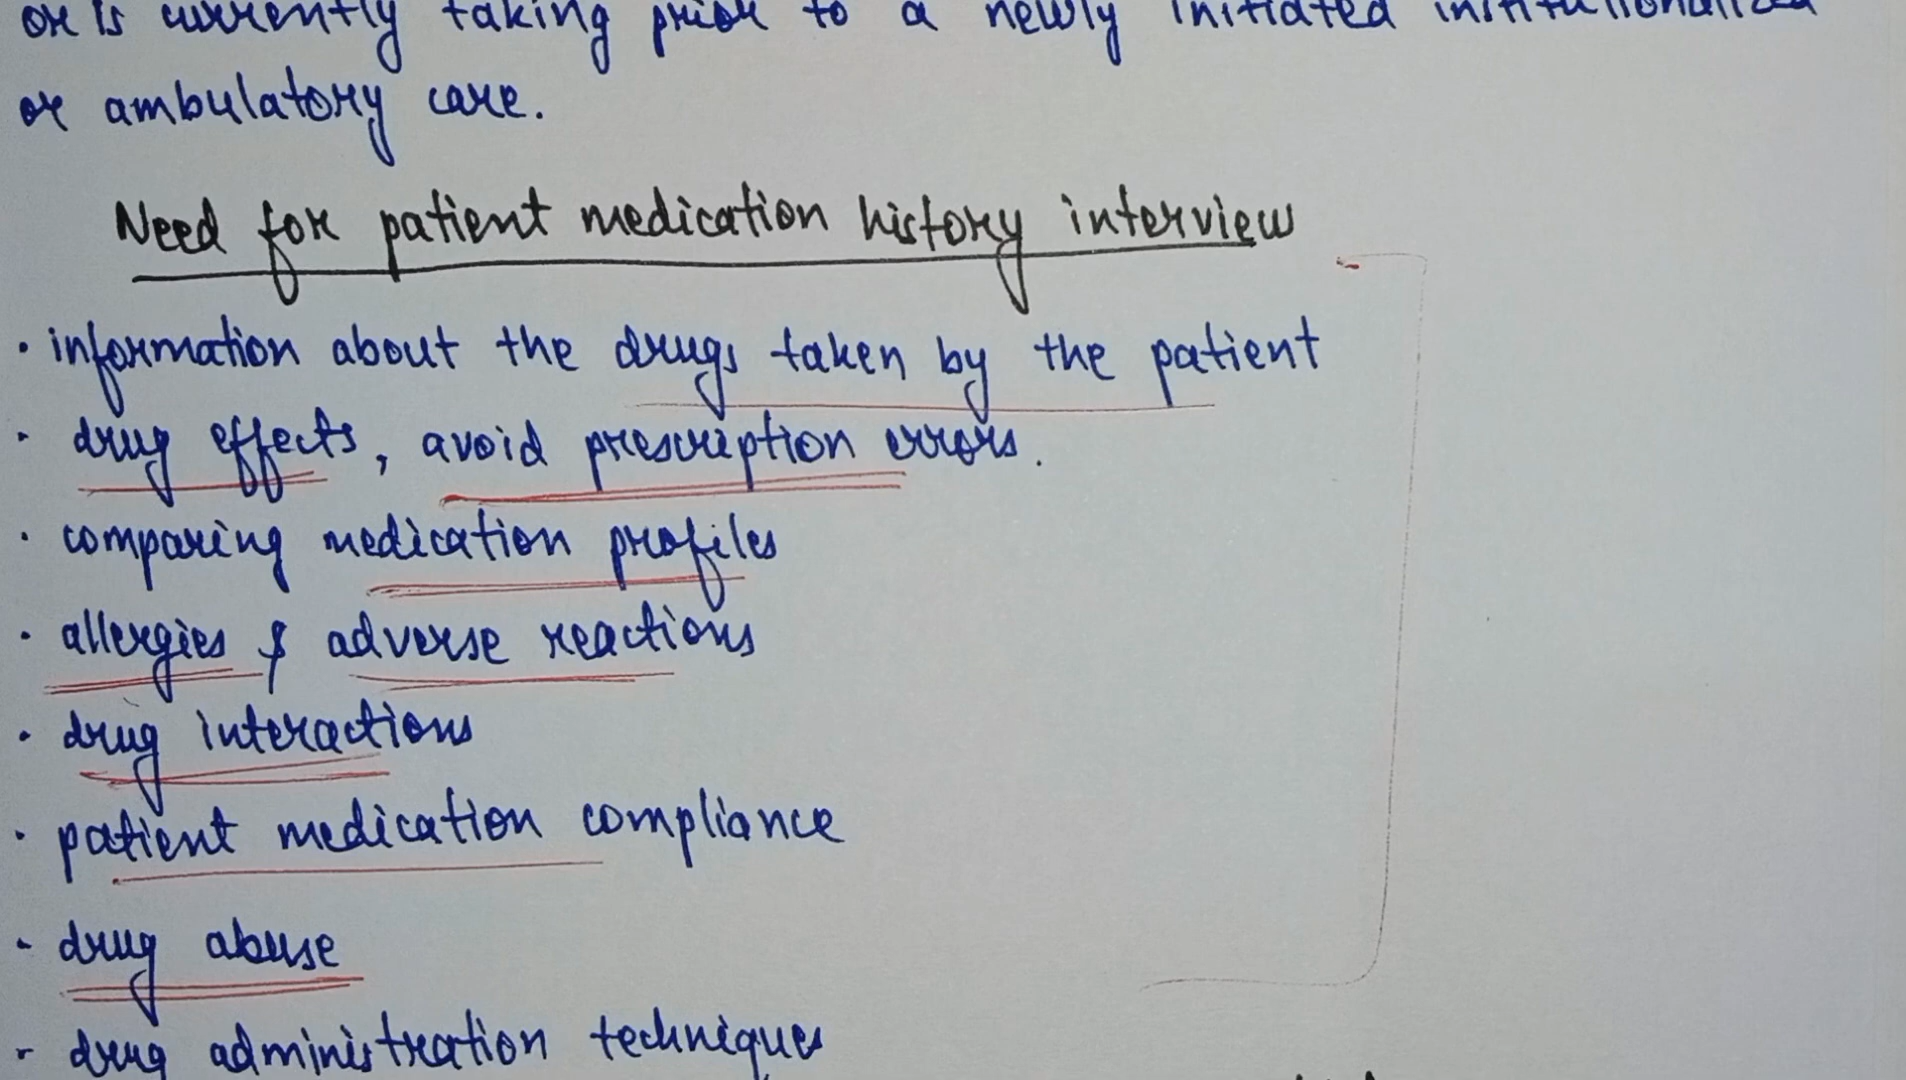 or is currently taking prior to a newly initiated institutionalized
or ambulatory care.
Need for patient medication history interview
• information about the drugs taken by the patient
• drug effects, avoid prescription errors.
• comparing medication profiles
• allergies & adverse reactions
• drug interactions
• patient medication compliance
- drug abuse
- drug administration techniques